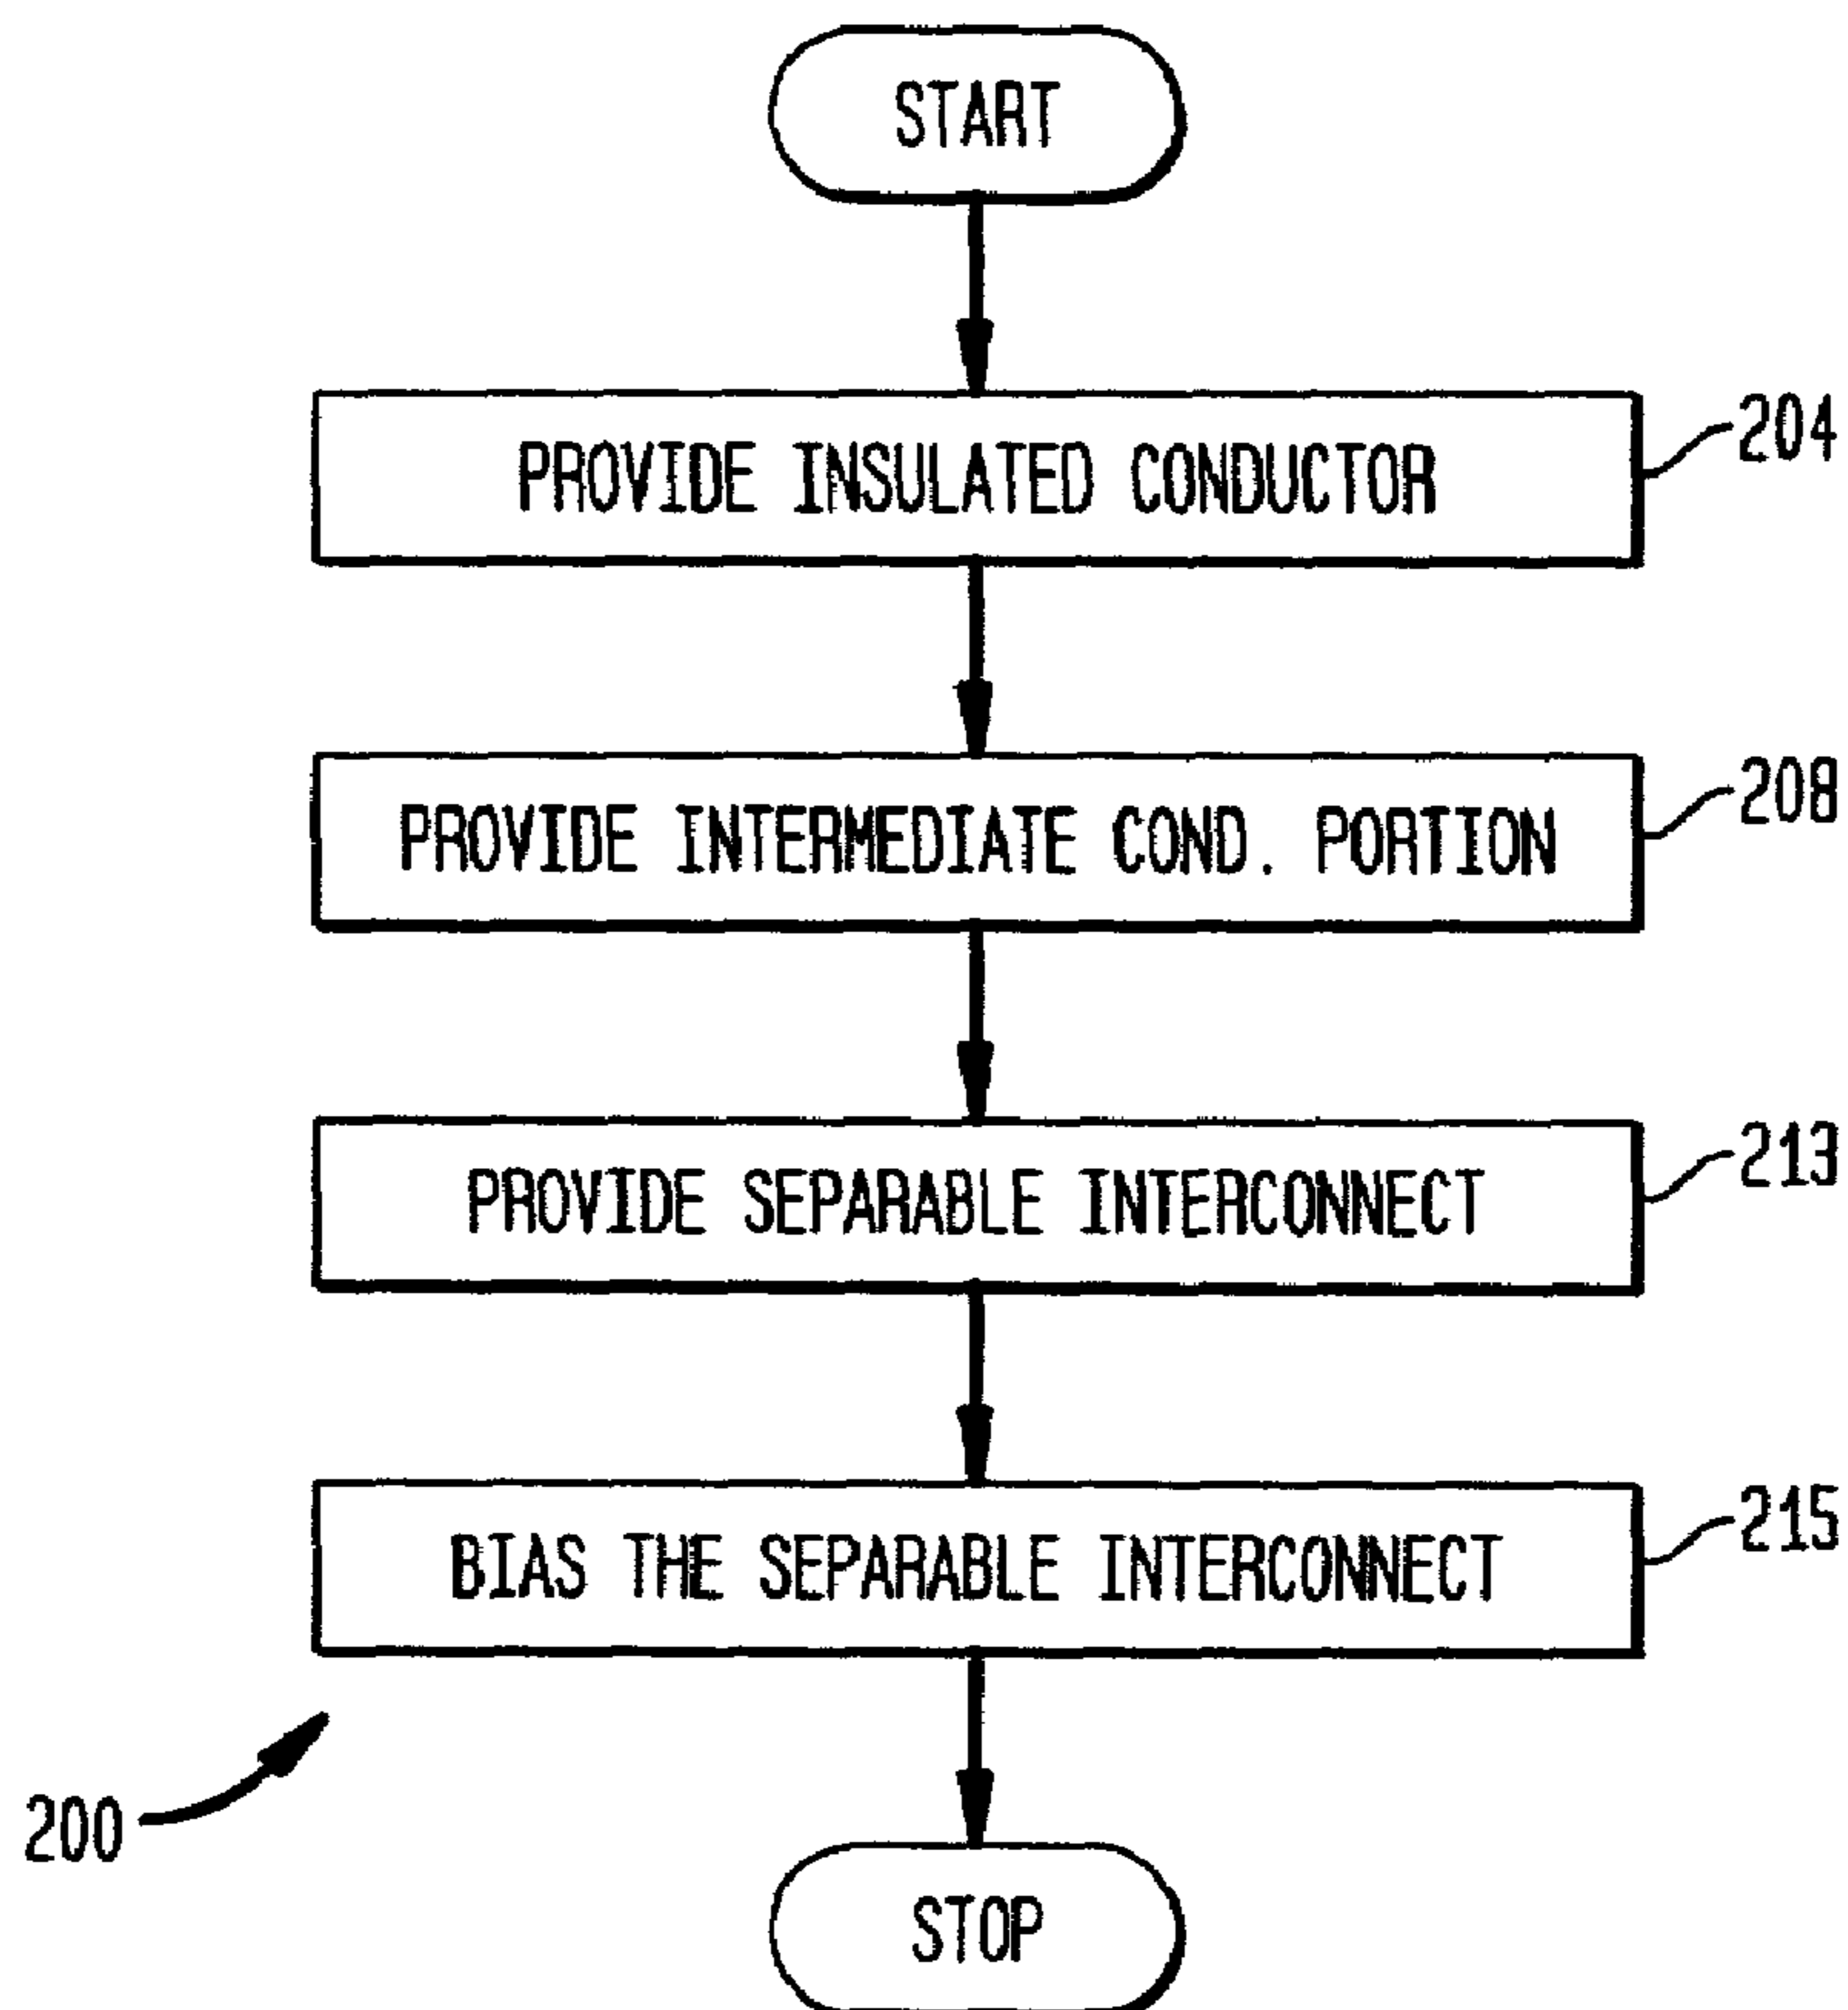 START
PROVIDE INSULATED CONDUCTOR
204
PROVIDE INTERMEDIATE COND. PORTION
208
PROVIDE SEPARABLE INTERCONNECT
213
BIAS THE SEPARABLE INTERCONNECT
215
200
STOP